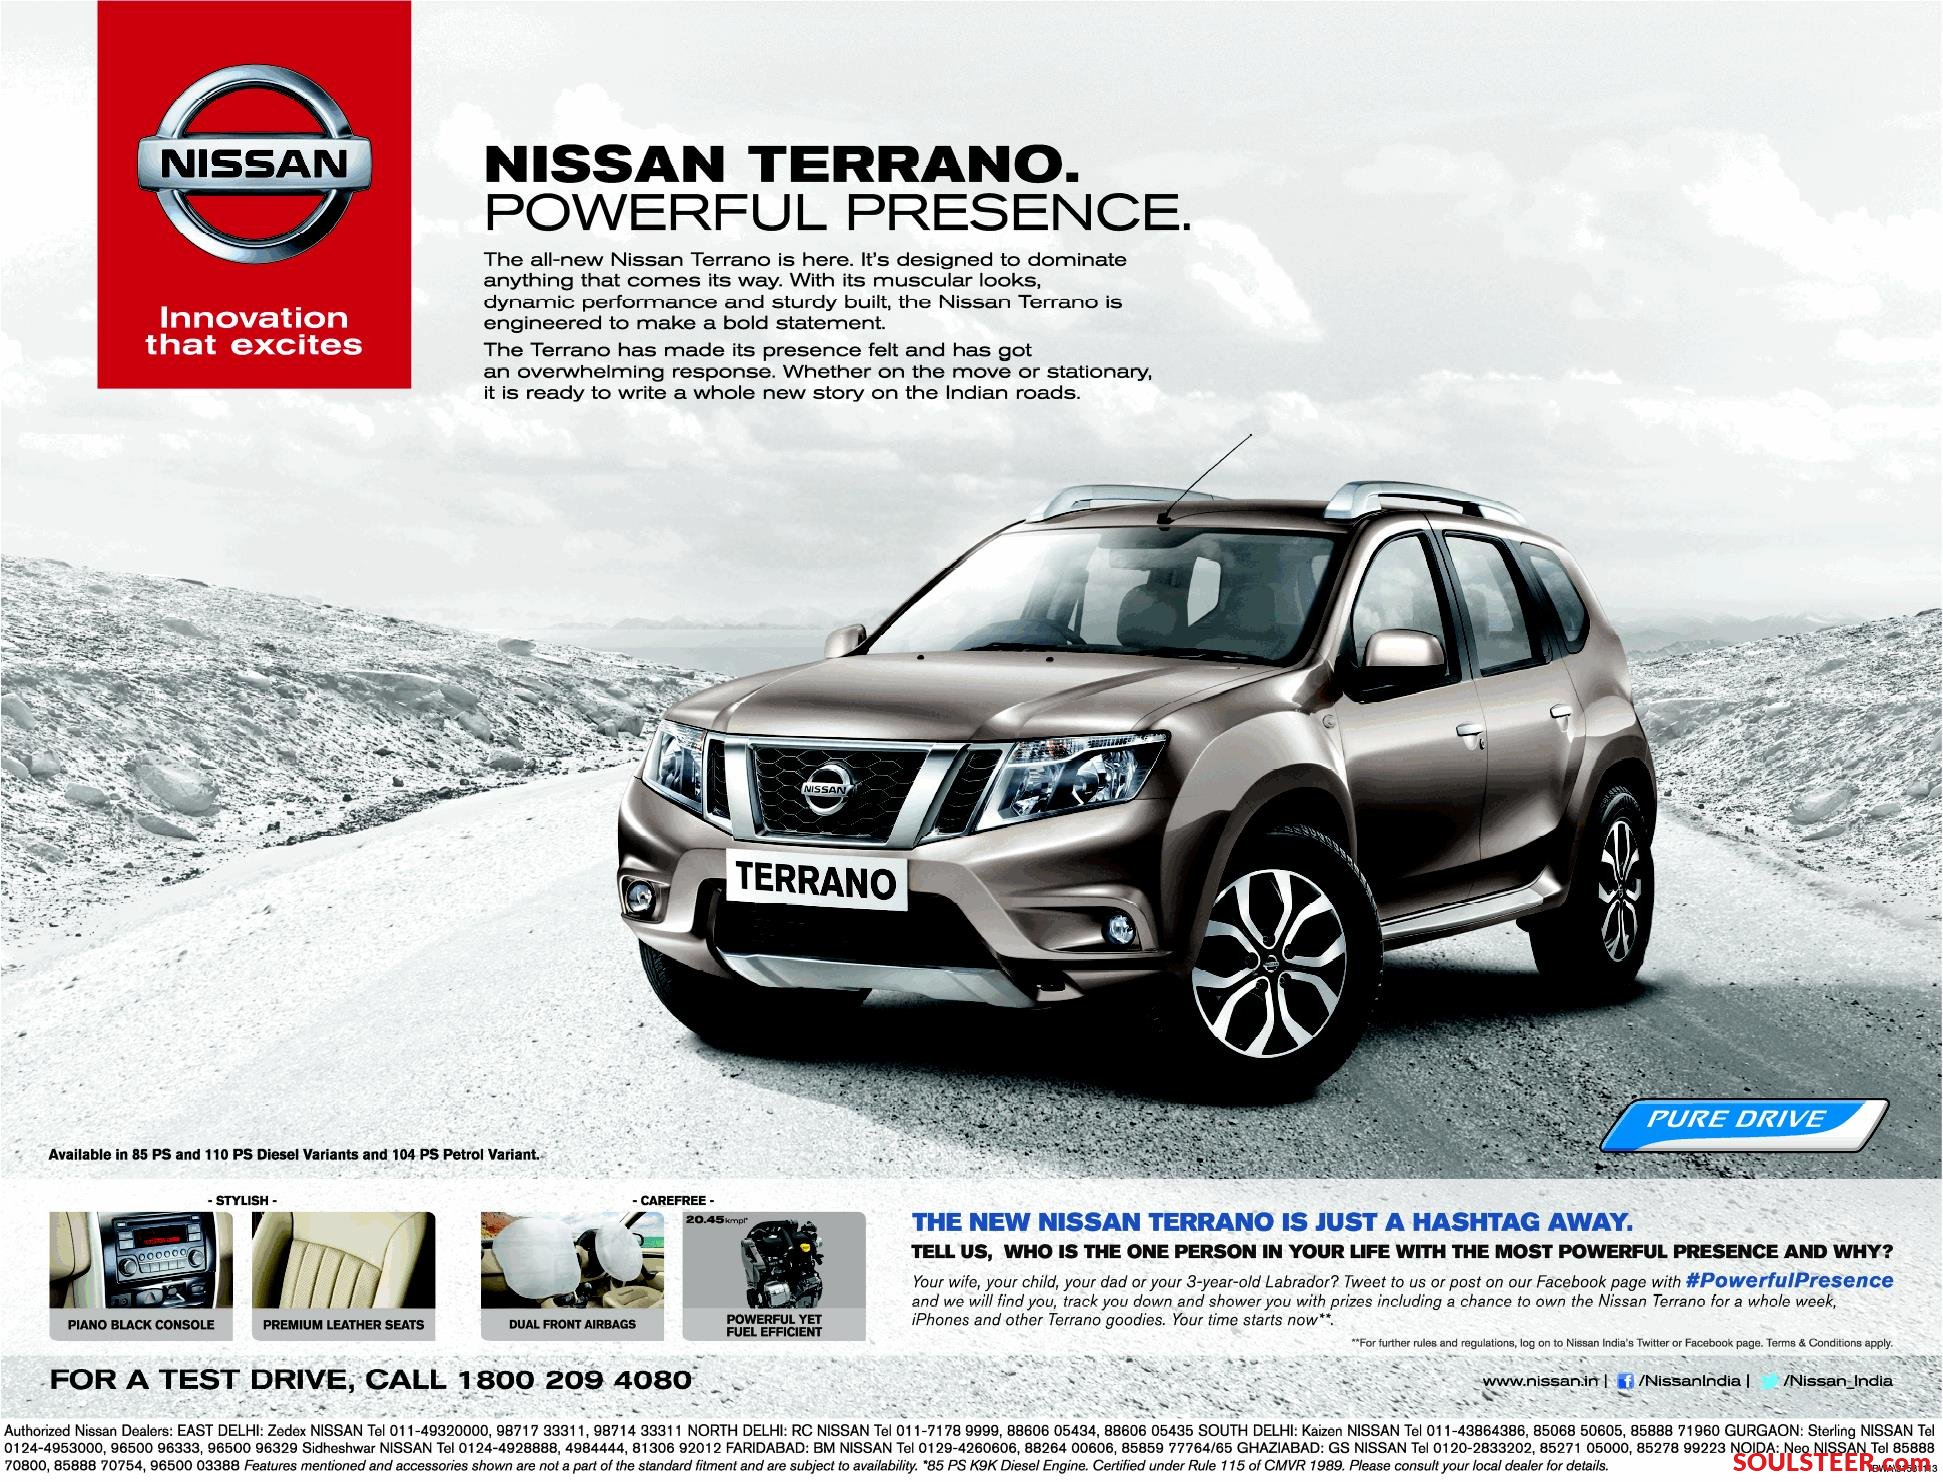 NISSAN
Innovation
that excites
NISSAN TERRANO.
POWERFUL PRESENCE.
The all-new Nissan Terrano is here. It's designed to dominate
anything that comes its way. With its muscular looks,
dynamic performance and sturdy built, the Nissan Terrano is
engineered to make a bold statement.
The Terrano has made its presence felt and has got
an overwhelming response. Whether on the move or stationary,
it is ready to write a whole new story on the Indian roads.
NISSAN
TERRANO
PURE DRIVE
Available in 85 PS and 110 PS Diesel Variants and 104 PS Petrol Variant.
- STYLISH -
PIANO BLACK CONSOLE
PREMIUM LEATHER SEATS
- CAREFREE -
DUAL FRONT AIRBAGS
20.45kmpl*
POWERFUL YET
FUEL EFFICIENT
THE NEW NISSAN TERRANO IS JUST A HASHTAG AWAY.
TELL US, WHO IS THE ONE PERSON IN YOUR LIFE WITH THE MOST POWERFUL PRESENCE AND WHY?
Your wife, your child, your dad or your 3-year-old Labrador? Tweet to us or post on our Facebook page with #PowerfulPresence
and we will find you, track you down and shower you with prizes including a chance to own the Nissan Terrano for a whole week,
iPhones and other Terrano goodies. Your time starts now**.
**For further rules and regulations, log on to Nissan India's Twitter or Facebook page. Terms & Conditions apply.
FOR A TEST DRIVE, CALL 1800 209 4080
www.nissan.in | f /NissanIndia | /Nissan_India
Authorized Nissan Dealers: EAST DELHI: Zedex NISSAN Tel 011-49320000, 98717 33311, 98714 33311 NORTH DELHI: RC NISSAN Tel 011-7178 9999, 88606 05434, 88606 05435 SOUTH DELHI: Kaizen NISSAN Tel 011-43864386, 85068 50605, 85888 71960 GURGAON: Sterling NISSAN Tel
0124-4953000, 96500 96333, 96500 96329 Sidheshwar NISSAN Tel 0124-4928888, 4984444, 81306 92012 FARIDABAD: BM NISSAN Tel 0129-4260606, 88264 00606, 85859 77764/65 GHAZIABAD: GS NISSAN Tel 0120-2833202, 85271 05000, 85278 99223 NOIDA: Neo NISSAN Tel 85888
70800, 85888 70754, 96500 03388 Features mentioned and accessories shown are not a part of the standard fitment and are subject to availability. *85 PS K9K Diesel Engine. Certified under Rule 115 of CMVR 1989. Please consult your local dealer for details.
SOULSTEER.com